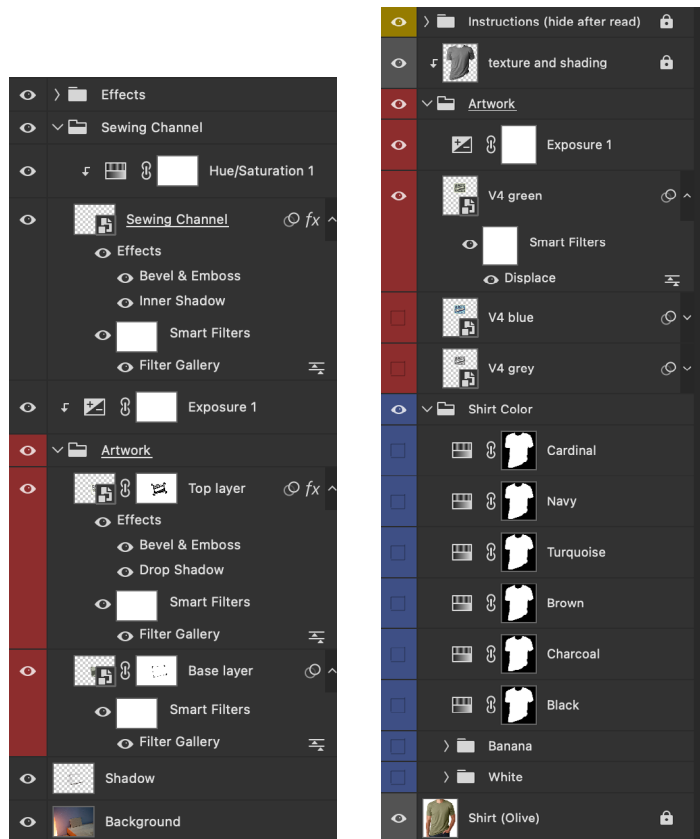 Effects
Sewing Channel
Hue/Saturation 1
Sewing Channel
fx
Effects
Bevel & Emboss
Inner Shadow
Smart Filters
Filter Gallery
Exposure 1
Artwork
Top layer
fx
Effects
Bevel & Emboss
Drop Shadow
Smart Filters
Filter Gallery
Base layer
Smart Filters
Filter Gallery
Shadow
Background
Instructions (hide after read)
texture and shading
Artwork
Exposure 1
V4 green
Smart Filters
Displace
V4 blue
V4 grey
Shirt Color
Cardinal
Navy
Turquoise
Brown
Charcoal
Black
Banana
White
Shirt (Olive)